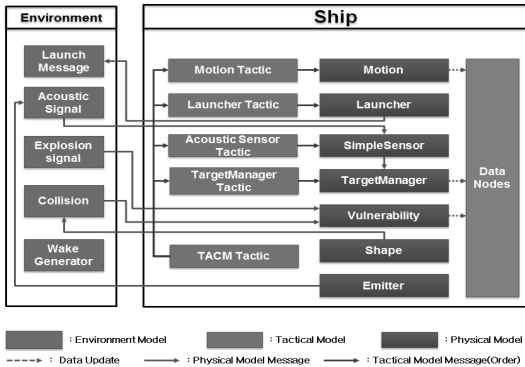 Environment
Ship
Launch
Message
Acoustic
Signal
Explosion
signal
Collision
Wake
Generator
Motion Tactic
Launcher Tactic
Acoustic Sensor
Tactic
TargetManager
Tactic
TACM Tactic
Motion
Launcher
SimpleSensor
TargetManager
Vulnerability
Shape
Emitter
Data
Nodes
: Environment Model
: Tactical Model
: Physical Model
: Data Update
: Physical Model Message
: Tactical Model Message(Order)